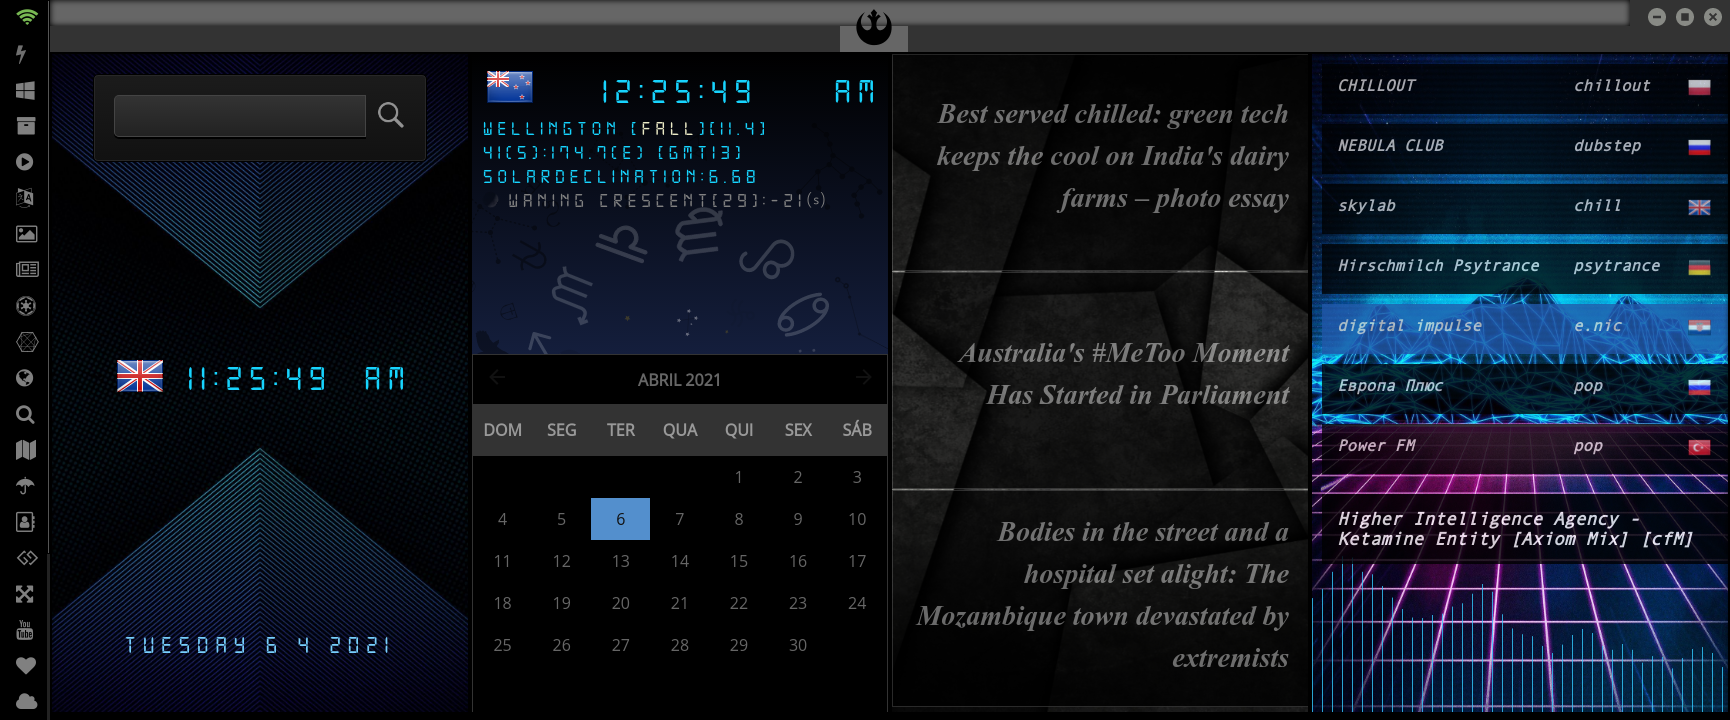 11:25:49 AM
TUESDAY 6 4 2021
12:25:49 AM
WELLINGTON [FALL][11.4]
41(S):174.7(E) [GMT13]
SOLARDECLINATION:6.68
WANING CRESCENT[29]:-21(s)
ABRIL 2021
DOM SEG TER QUA QUI SEX SÁB
1 2 3
4 5 6 7 8 9 10
11 12 13 14 15 16 17
18 19 20 21 22 23 24
25 26 27 28 29 30
Best served chilled: green tech
keeps the cool on India's dairy
farms – photo essay
Australia's #MeToo Moment
Has Started in Parliament
Bodies in the street and a
hospital set alight: The
Mozambique town devastated by
extremists
CHILLOUT chillout
NEBULA CLUB dubstep
skylab chill
Hirschmilch Psytrance psytrance
digital impulse e.nic
Европа Плюс pop
Power FM pop
Higher Intelligence Agency -
Ketamine Entity [Axiom Mix] [cfM]
You
Tube